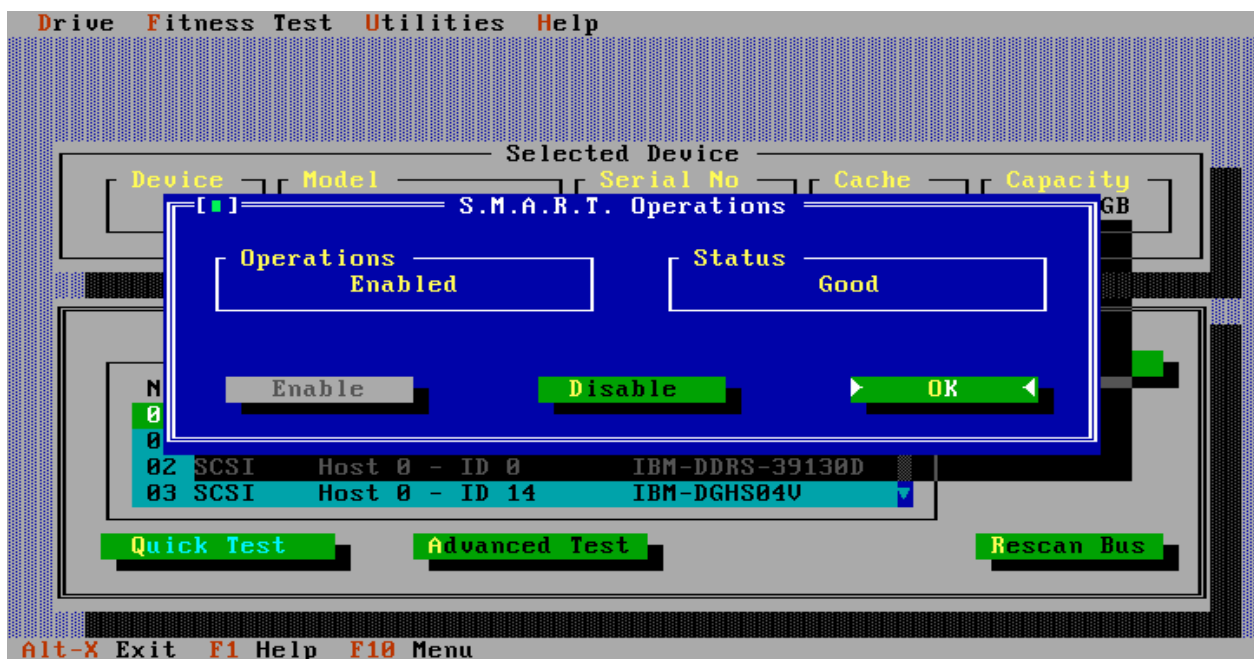 Drive Fitness Test Utilities Help
Selected Device
Device Model Serial No Cache Capacity
GB
[■] S.M.A.R.T. Operations
Operations Status
Enabled Good
Enable Disable OK
N
0
0
02 SCSI Host 0 - ID 0 IBM-DDRS-39130D
03 SCSI Host 0 - ID 14 IBM-DGHS04V
Quick Test Advanced Test Rescan Bus
Alt-X Exit F1 Help F10 Menu